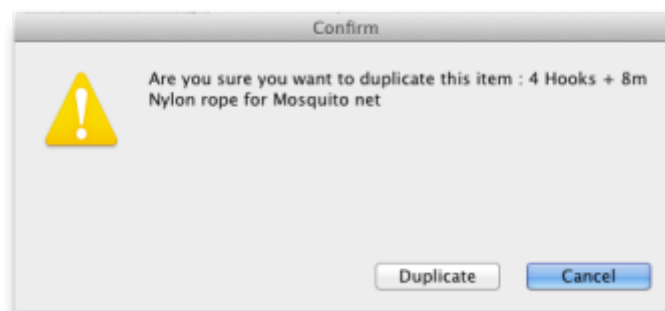 Confirm
Are you sure you want to duplicate this item : 4 Hooks + 8m
Nylon rope for Mosquito net
Duplicate
Cancel